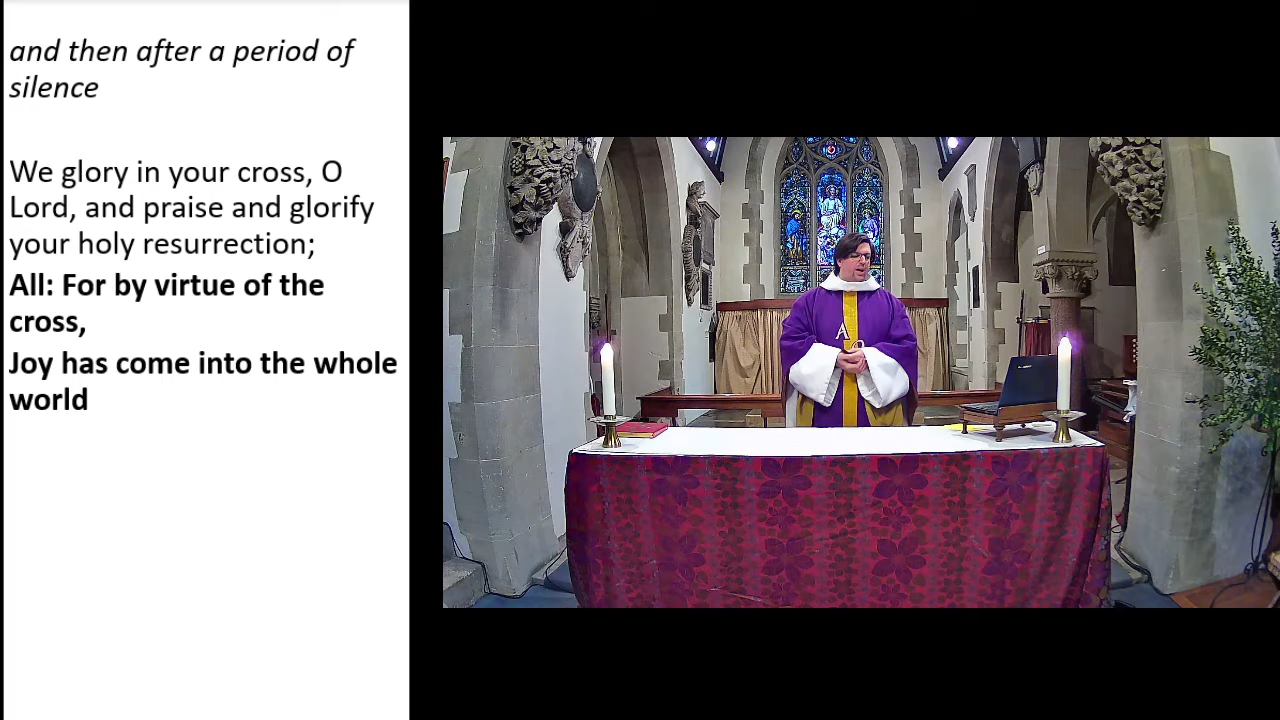 and then after a period of
silence
We glory in your cross, O
Lord, and praise and glorify
your holy resurrection;
All: For by virtue of the
cross,
Joy has come into the whole
world
A